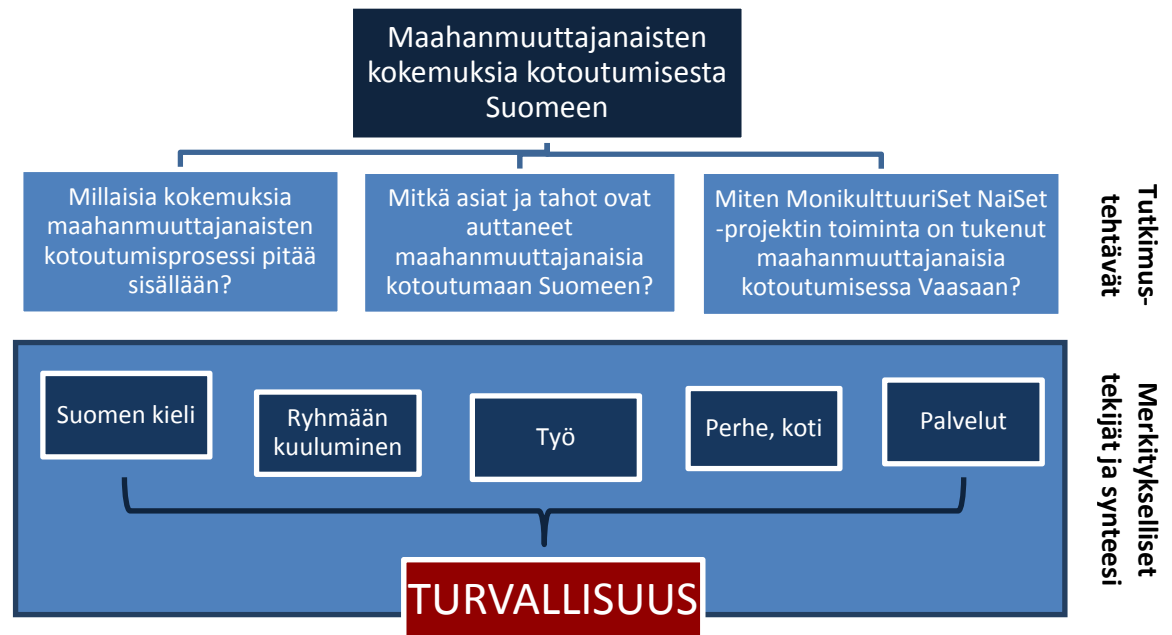 Maahanmuuttajanaisten
kokemuksia kotoutumisesta
Suomeen
Millaisia kokemuksia
maahanmuuttajanaisten
kotoutumisprosessi pitää
sisällään?
Mitkä asiat ja tahot ovat
auttaneet
maahanmuuttajanaisia
kotoutumaan Suomeen?
Miten MonikulttuuriSet NaiSet
-projektin toiminta on tukenut
maahanmuuttajanaisia
kotoutumisessa Vaasaan?
Tutkimus-
tehtävät
Suomen kieli
Ryhmään
kuuluminen
Työ
Perhe, koti
Palvelut
Merkitykselliset
tekijät ja synteesi
TURVALLISUUS